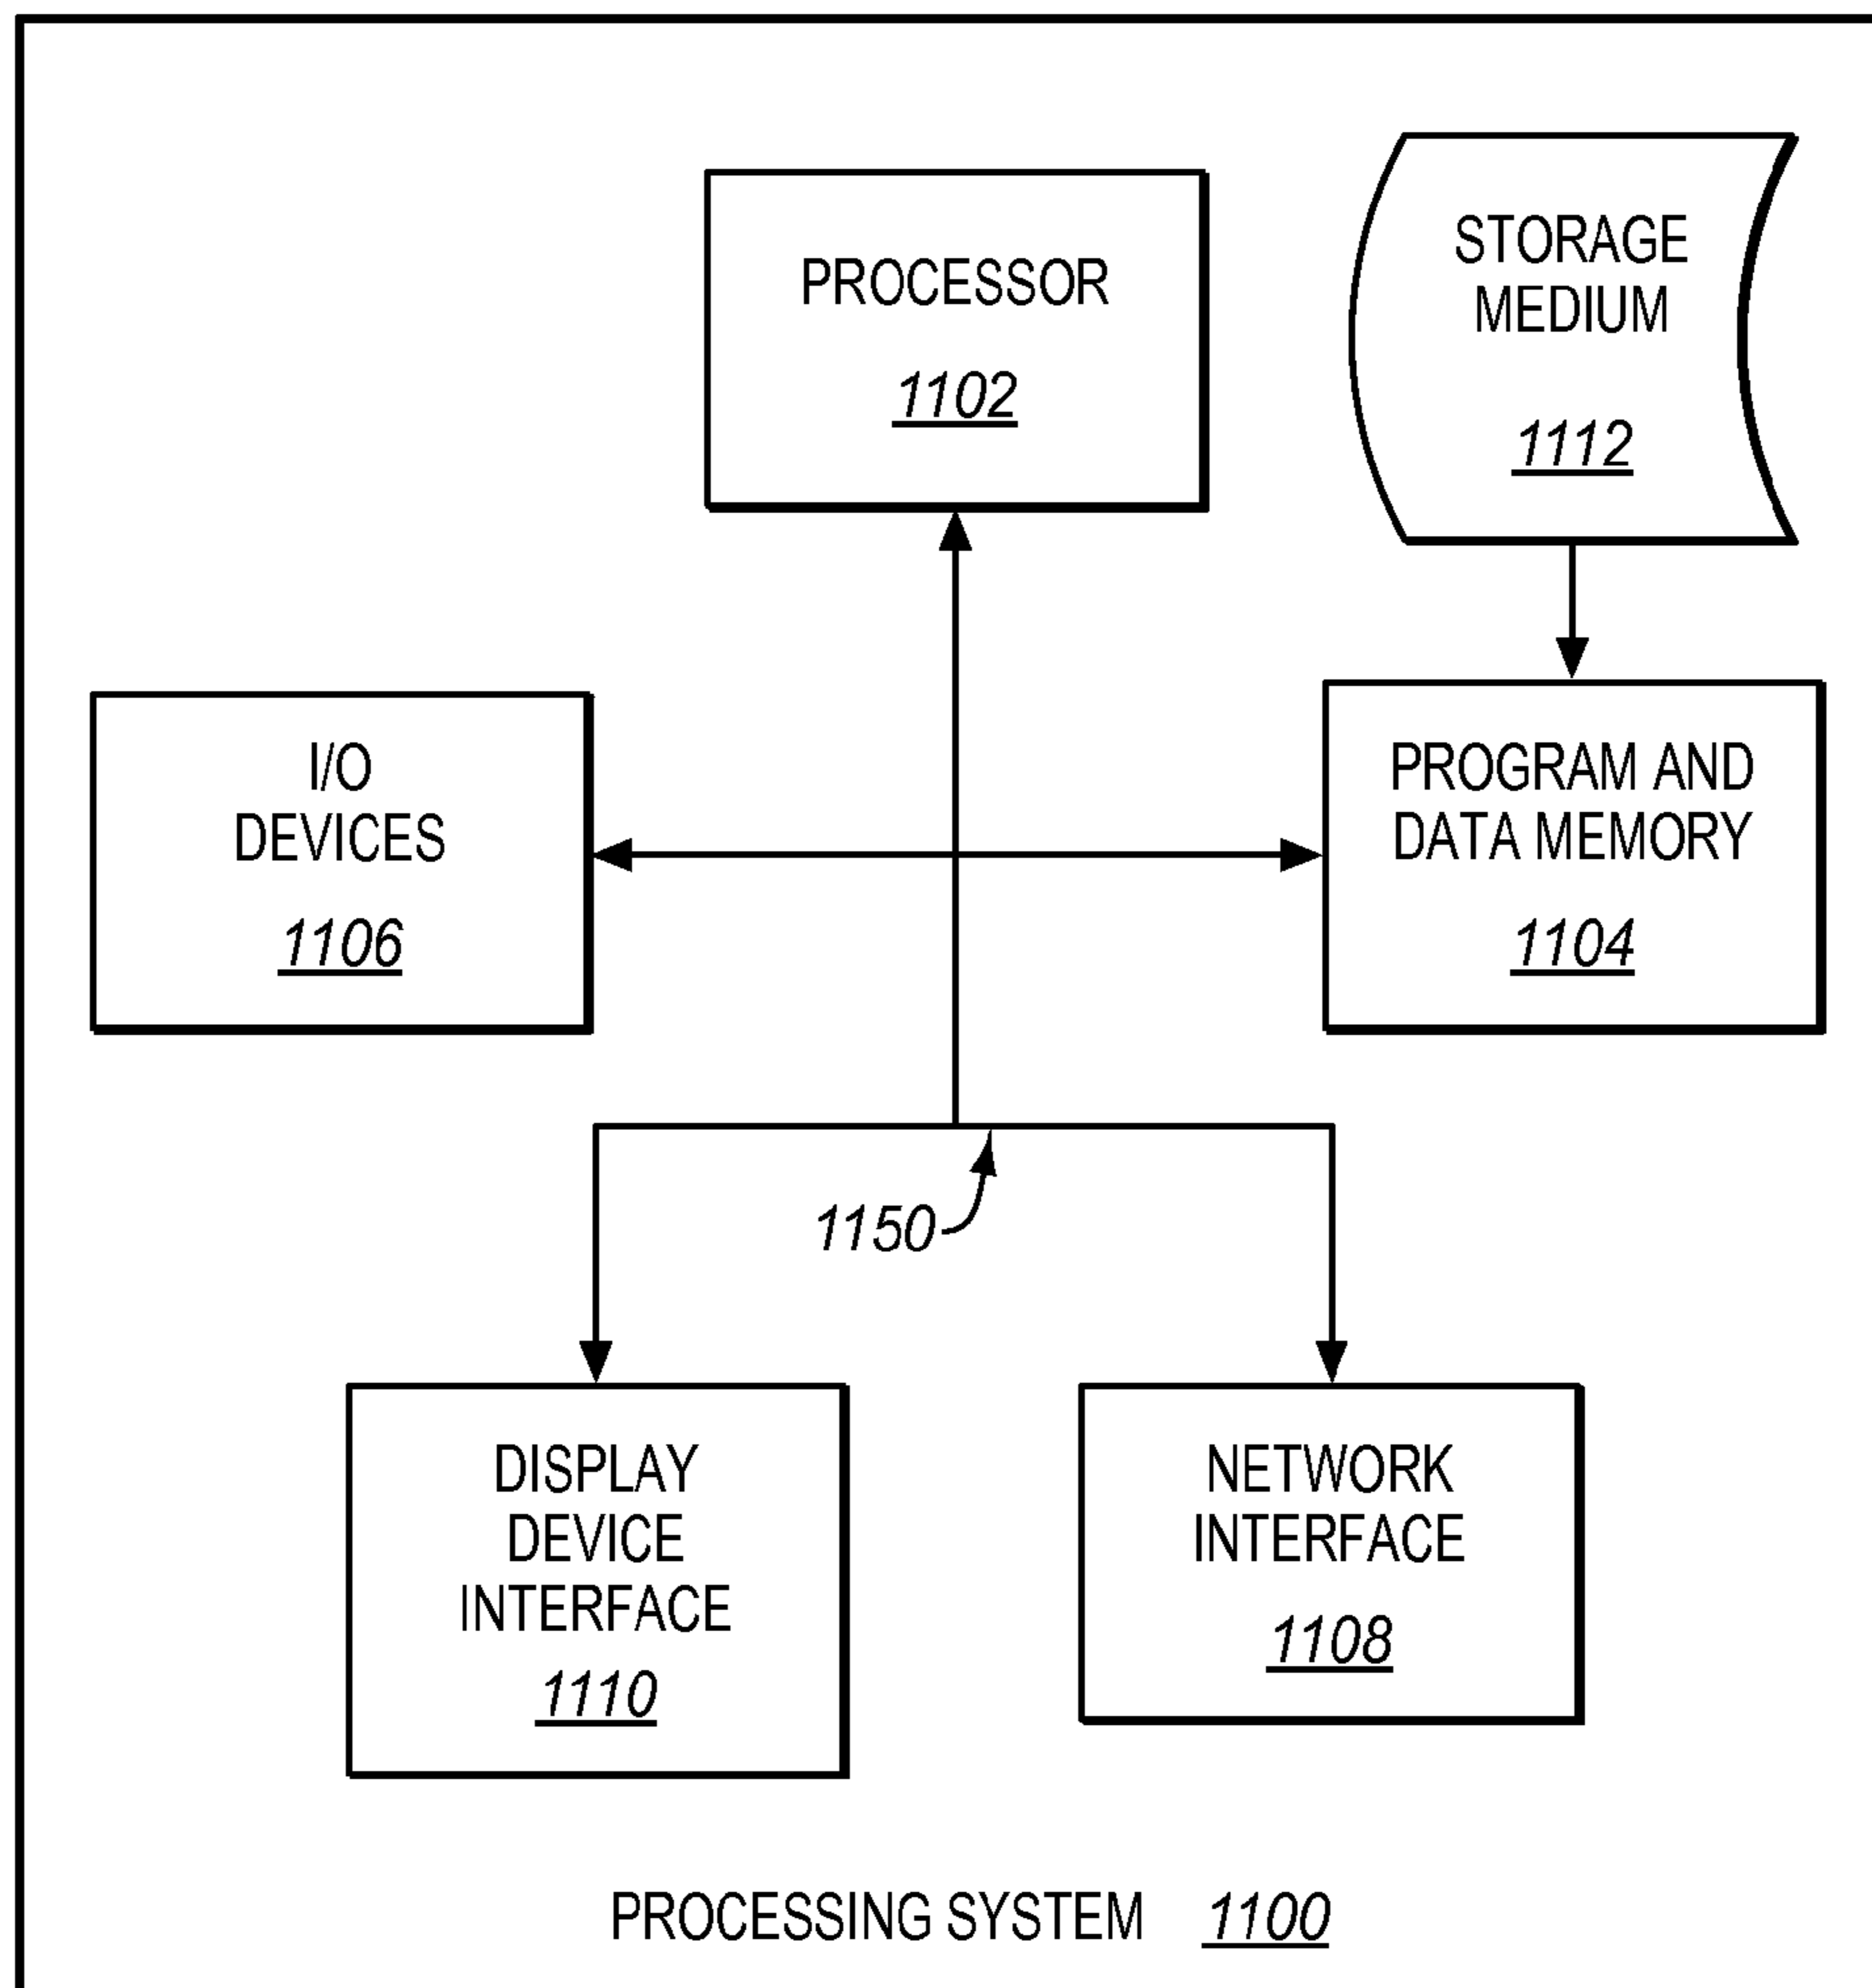 PROCESSOR
1102
STORAGE
MEDIUM
1112
I/O
DEVICES
1106
PROGRAM AND
DATA MEMORY
1104
1150
DISPLAY
DEVICE
INTERFACE
1110
NETWORK
INTERFACE
1108
PROCESSING SYSTEM 1100